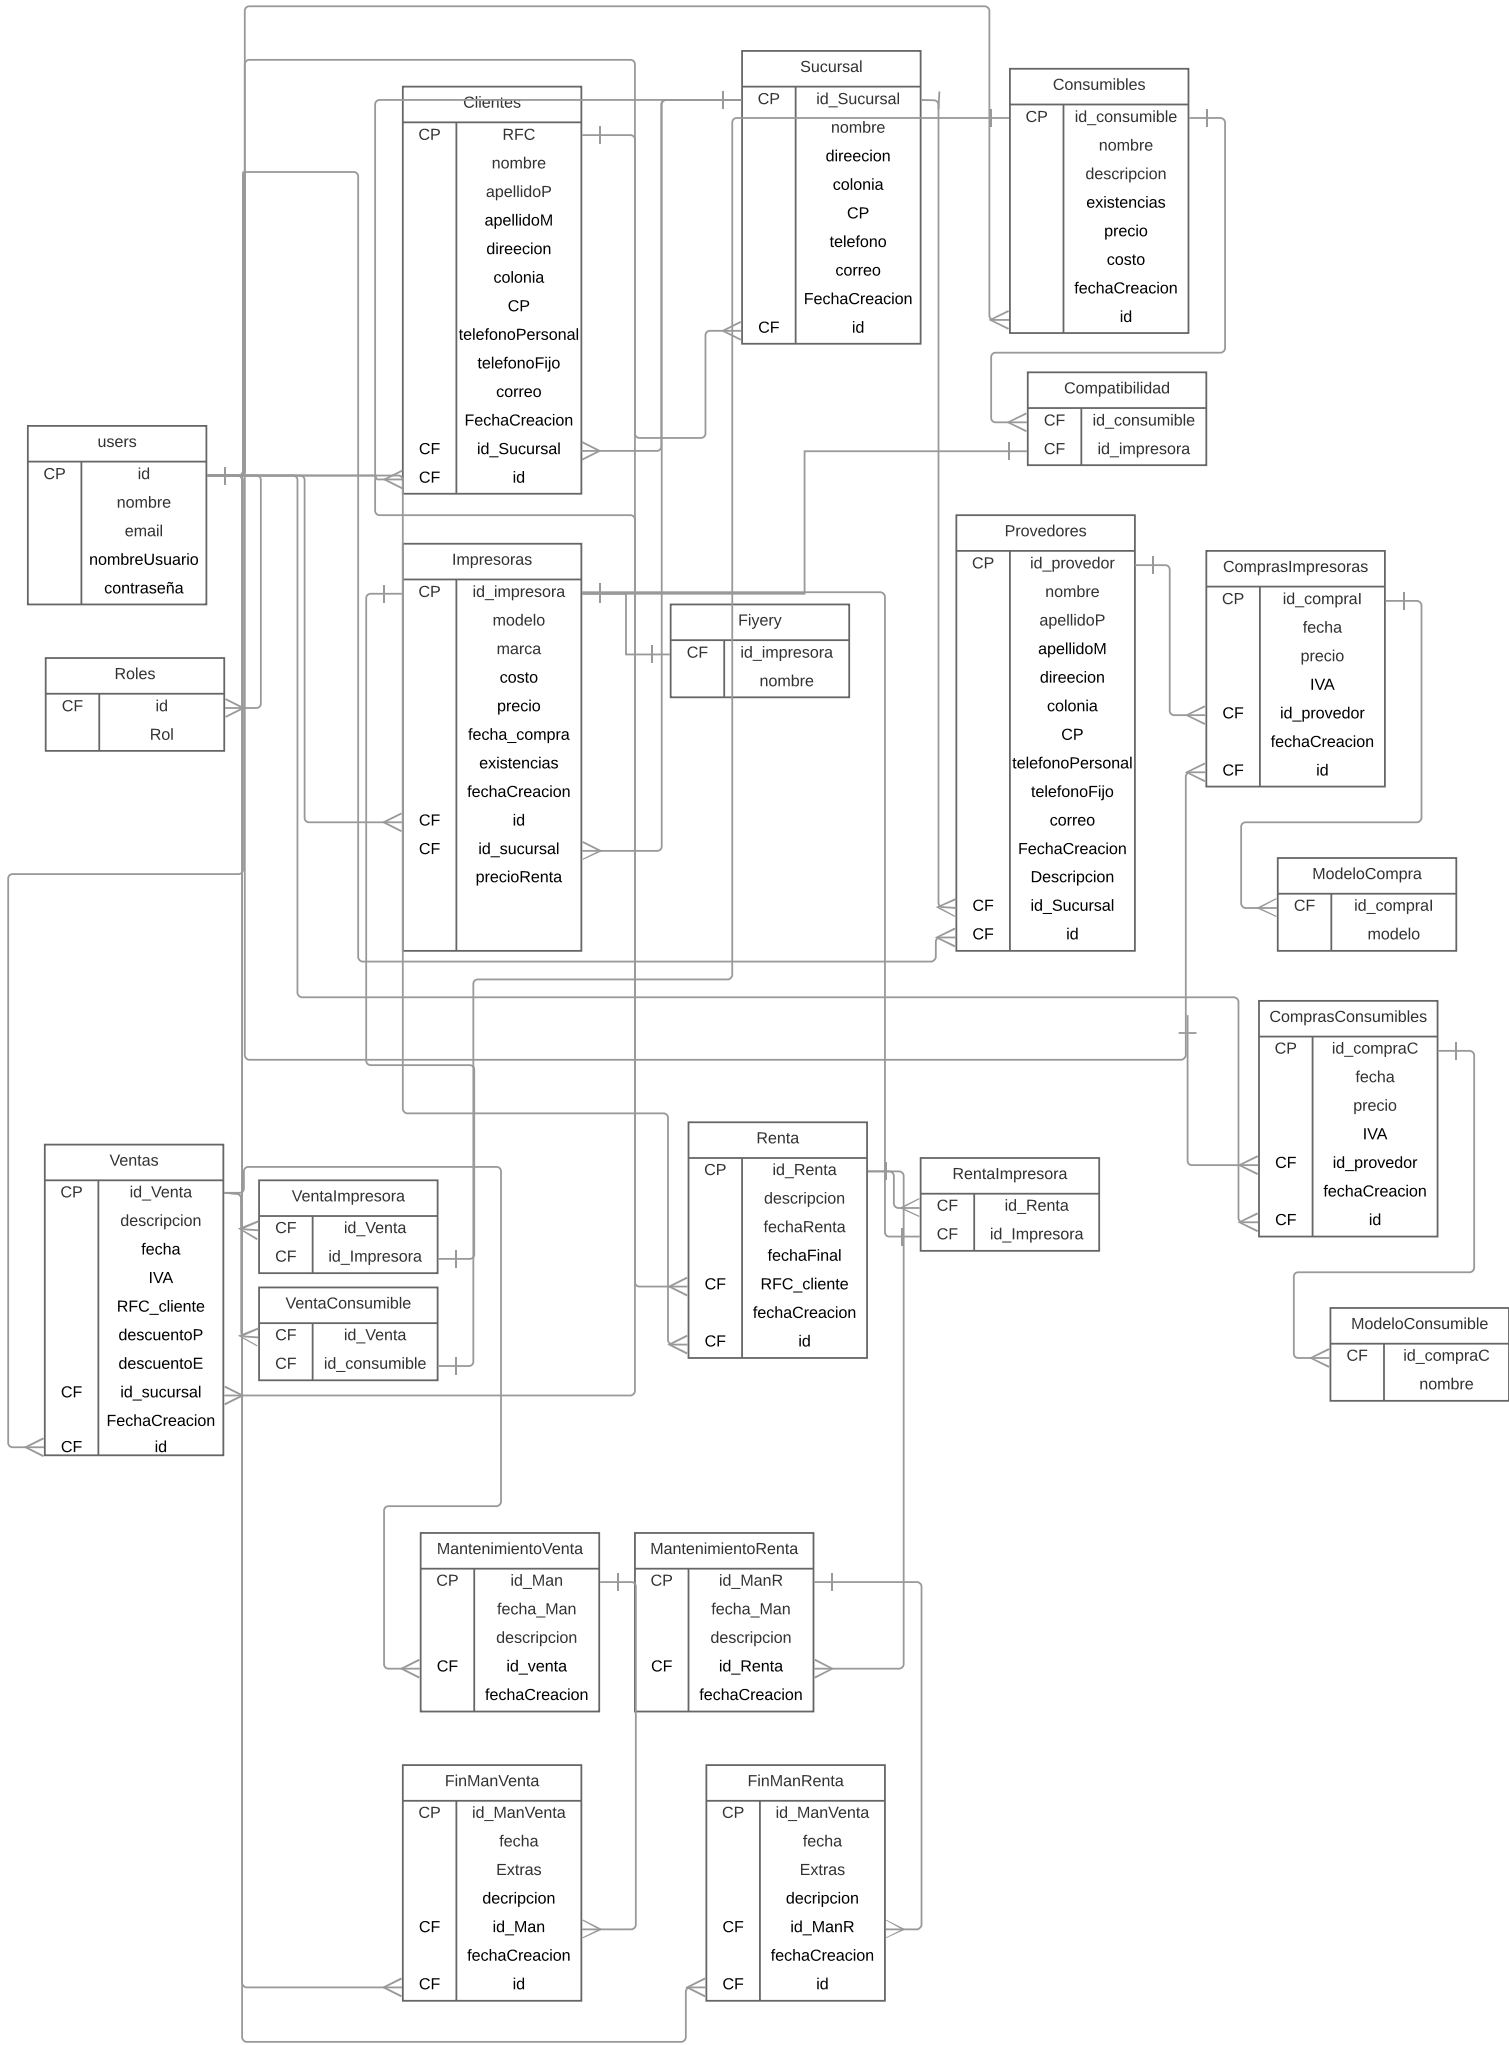 Sucursal
CP id_Sucursal
nombre
direecion
colonia
CP
telefono
correo
FechaCreacion
CF id
Consumibles
CP id_consumible
nombre
descripcion
existencias
precio
costo
fechaCreacion
id
Clientes
CP RFC
nombre
apellidoP
apellidoM
direecion
colonia
CP
telefonoPersonal
telefonoFijo
correo
FechaCreacion
CF id_Sucursal
CF id
Compatibilidad
CF id_consumible
CF id_impresora
users
CP id
nombre
email
nombreUsuario
contraseña
Roles
CF id
Rol
Impresoras
CP id_impresora
modelo
marca
costo
precio
fecha_compra
existencias
fechaCreacion
CF id
CF id_sucursal
precioRenta
Fiyery
CF id_impresora
nombre
Provedores
CP id_provedor
nombre
apellidoP
apellidoM
direecion
colonia
CP
telefonoPersonal
telefonoFijo
correo
FechaCreacion
Descripcion
CF id_Sucursal
CF id
ComprasImpresoras
CP id_compraI
fecha
precio
IVA
CF id_provedor
fechaCreacion
CF id
ModeloCompra
CF id_compraI
modelo
ComprasConsumibles
CP id_compraC
fecha
precio
IVA
CF id_provedor
fechaCreacion
CF id
ModeloConsumible
CF id_compraC
nombre
Ventas
CP id_Venta
descripcion
fecha
IVA
RFC_cliente
descuentoP
descuentoE
CF id_sucursal
FechaCreacion
CF id
VentaImpresora
CF id_Venta
CF id_Impresora
VentaConsumible
CF id_Venta
CF id_consumible
Renta
CP id_Renta
descripcion
fechaRenta
fechaFinal
CF RFC_cliente
fechaCreacion
CF id
RentaImpresora
CF id_Renta
CF id_Impresora
MantenimientoVenta
CP id_Man
fecha_Man
descripcion
CF id_venta
fechaCreacion
MantenimientoRenta
CP id_ManR
fecha_Man
descripcion
CF id_Renta
fechaCreacion
FinManVenta
CP id_ManVenta
fecha
Extras
decripcion
CF id_Man
fechaCreacion
CF id
FinManRenta
CP id_ManVenta
fecha
Extras
decripcion
CF id_ManR
fechaCreacion
CF id